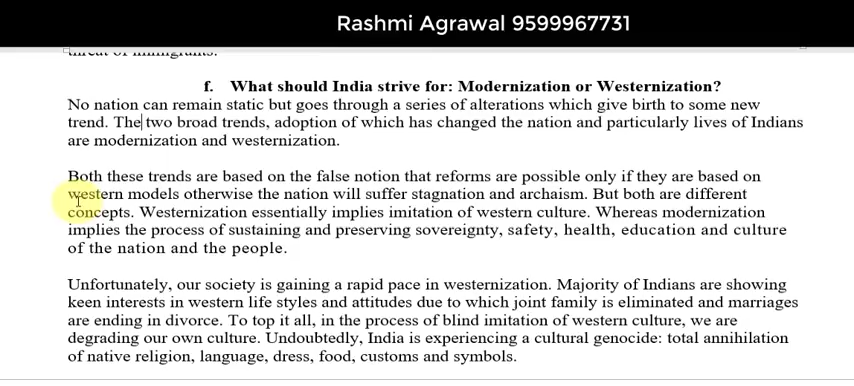 Rashmi Agrawal 9599967731
threat of immigrants.
f. What should India strive for: Modernization or Westernization?
No nation can remain static but goes through a series of alterations which give birth to some new
trend. The two broad trends, adoption of which has changed the nation and particularly lives of Indians
are modernization and westernization.
Both these trends are based on the false notion that reforms are possible only if they are based on
western models otherwise the nation will suffer stagnation and archaism. But both are different
concepts. Westernization essentially implies imitation of western culture. Whereas modernization
implies the process of sustaining and preserving sovereignty, safety, health, education and culture
of the nation and the people.
Unfortunately, our society is gaining a rapid pace in westernization. Majority of Indians are showing
keen interests in western life styles and attitudes due to which joint family is eliminated and marriages
are ending in divorce. To top it all, in the process of blind imitation of western culture, we are
degrading our own culture. Undoubtedly, India is experiencing a cultural genocide: total annihilation
of native religion, language, dress, food, customs and symbols.